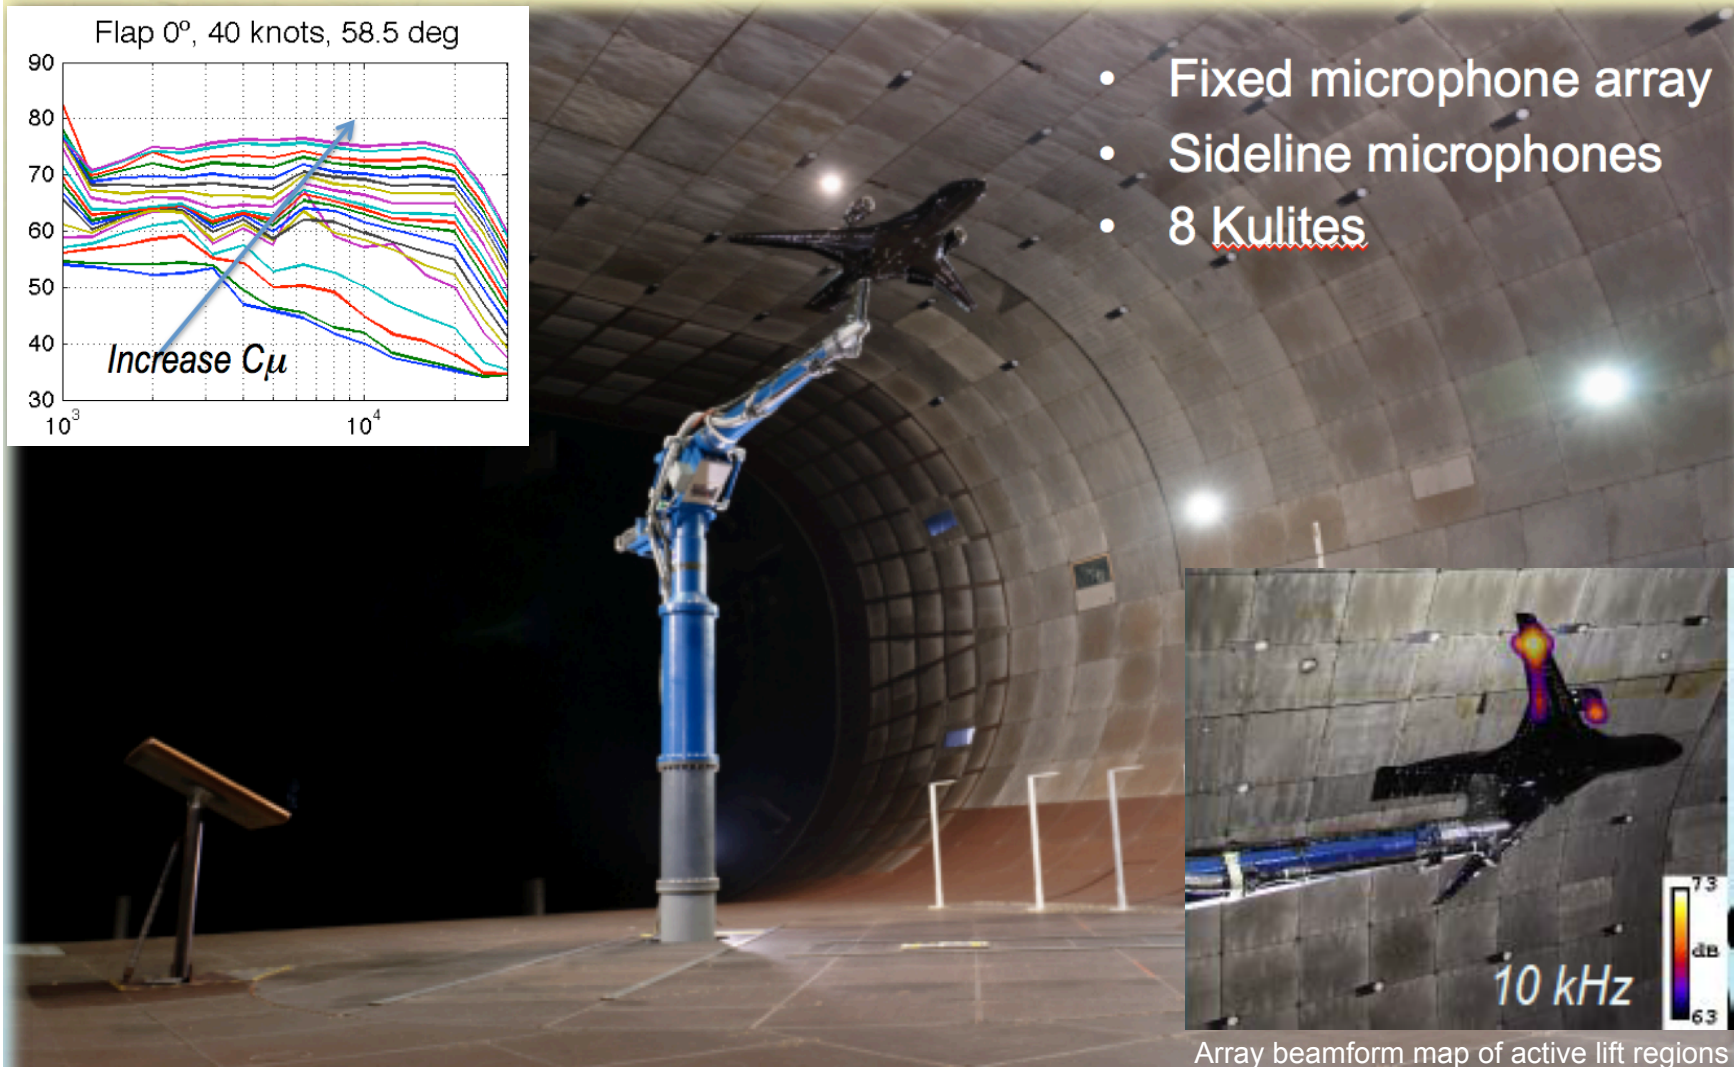 Flap 0º, 40 knots, 58.5 deg
90
80
70
60
50
40
30
10³
10⁴
Increase Cμ
• Fixed microphone array
• Sideline microphones
• 8 Kulites
73
dB
63
10 kHz
Array beamform map of active lift regions